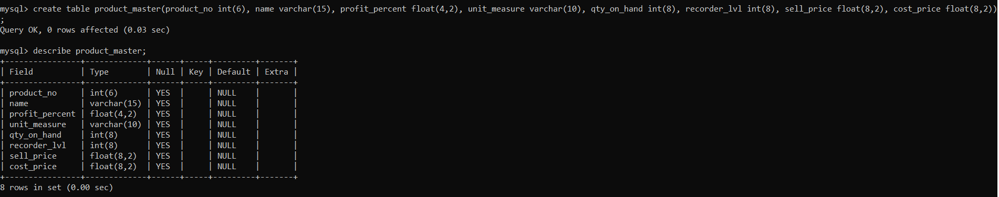 mysql> create table product_master(product_no int(6), name varchar(15), profit_percent float(4,2), unit_measure varchar(10), qty_on_hand int(8), recorder_lvl int(8), sell_price float(8,2), cost_price float(8,2))
;
Query OK, 0 rows affected (0.03 sec)

mysql> describe product_master;
+----------------+-------------+------+-----+---------+-------+
| Field          | Type        | Null | Key | Default | Extra |
+----------------+-------------+------+-----+---------+-------+
| product_no     | int(6)      | YES  |     | NULL    |       |
| name           | varchar(15) | YES  |     | NULL    |       |
| profit_percent | float(4,2)  | YES  |     | NULL    |       |
| unit_measure   | varchar(10) | YES  |     | NULL    |       |
| qty_on_hand    | int(8)      | YES  |     | NULL    |       |
| recorder_lvl   | int(8)      | YES  |     | NULL    |       |
| sell_price     | float(8,2)  | YES  |     | NULL    |       |
| cost_price     | float(8,2)  | YES  |     | NULL    |       |
+----------------+-------------+------+-----+---------+-------+
8 rows in set (0.00 sec)